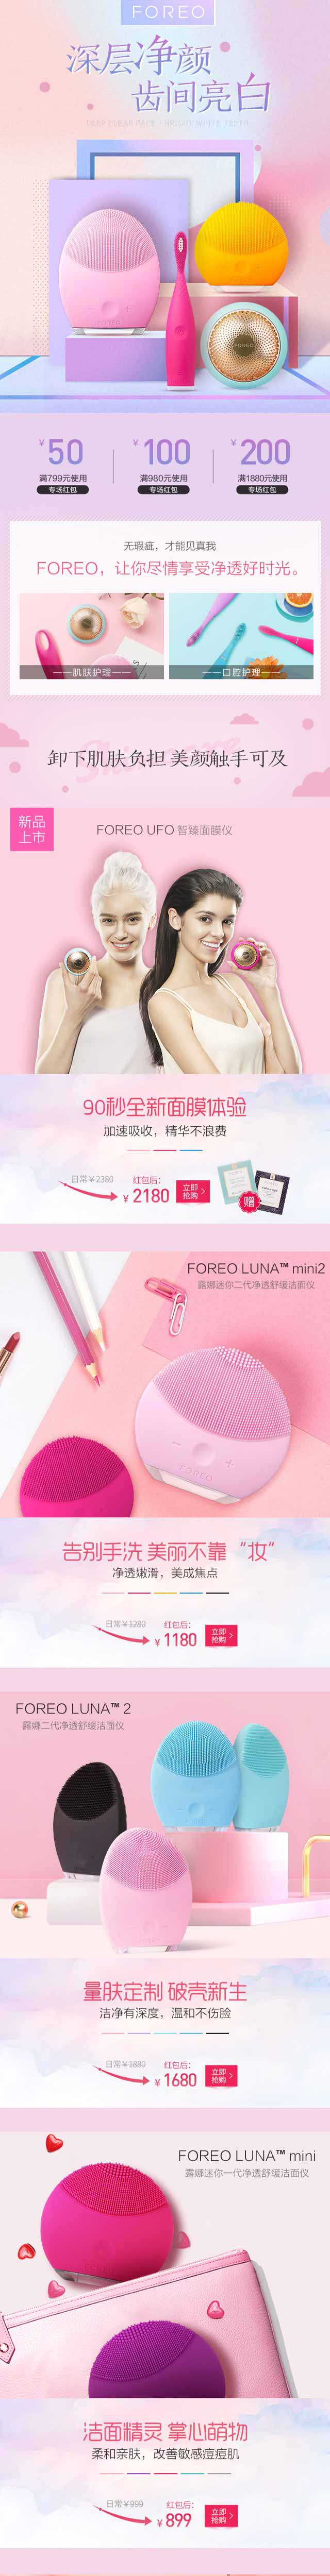 FOREO
深层净颜
齿间亮白
DEEP CLEAN FACE · BRIGHT WHITE TEETH
¥50
满799元使用
专场红包
¥100
满980元使用
专场红包
¥200
满1880元使用
专场红包
无瑕疵，才能见真我
FOREO，让你尽情享受净透好时光。
一一肌肤护理一一
一一口腔护理一一
卸下肌肤负担 美颜触手可及
新品
上市
FOREO UFO 智臻面膜仪
90秒全新面膜体验
加速吸收，精华不浪费
日常¥2380
红包后：
¥2180
立即
抢购
赠
FOREO LUNA™ mini2
露娜迷你二代净透舒缓洁面仪
FOREO
告别手洗 美丽不靠“妆”
净透嫩滑，美成焦点
日常¥1280
红包后：
¥1180
立即
抢购
FOREO LUNA™ 2
露娜二代净透舒缓洁面仪
量肤定制 破壳新生
洁净有深度，温和不伤脸
日常¥1880
红包后：
¥1680
立即
抢购
FOREO LUNA™ mini
露娜迷你一代净透舒缓洁面仪
洁面精灵 掌心萌物
柔和亲肤，改善敏感痘痘肌
日常¥999
红包后：
¥899
立即
抢购